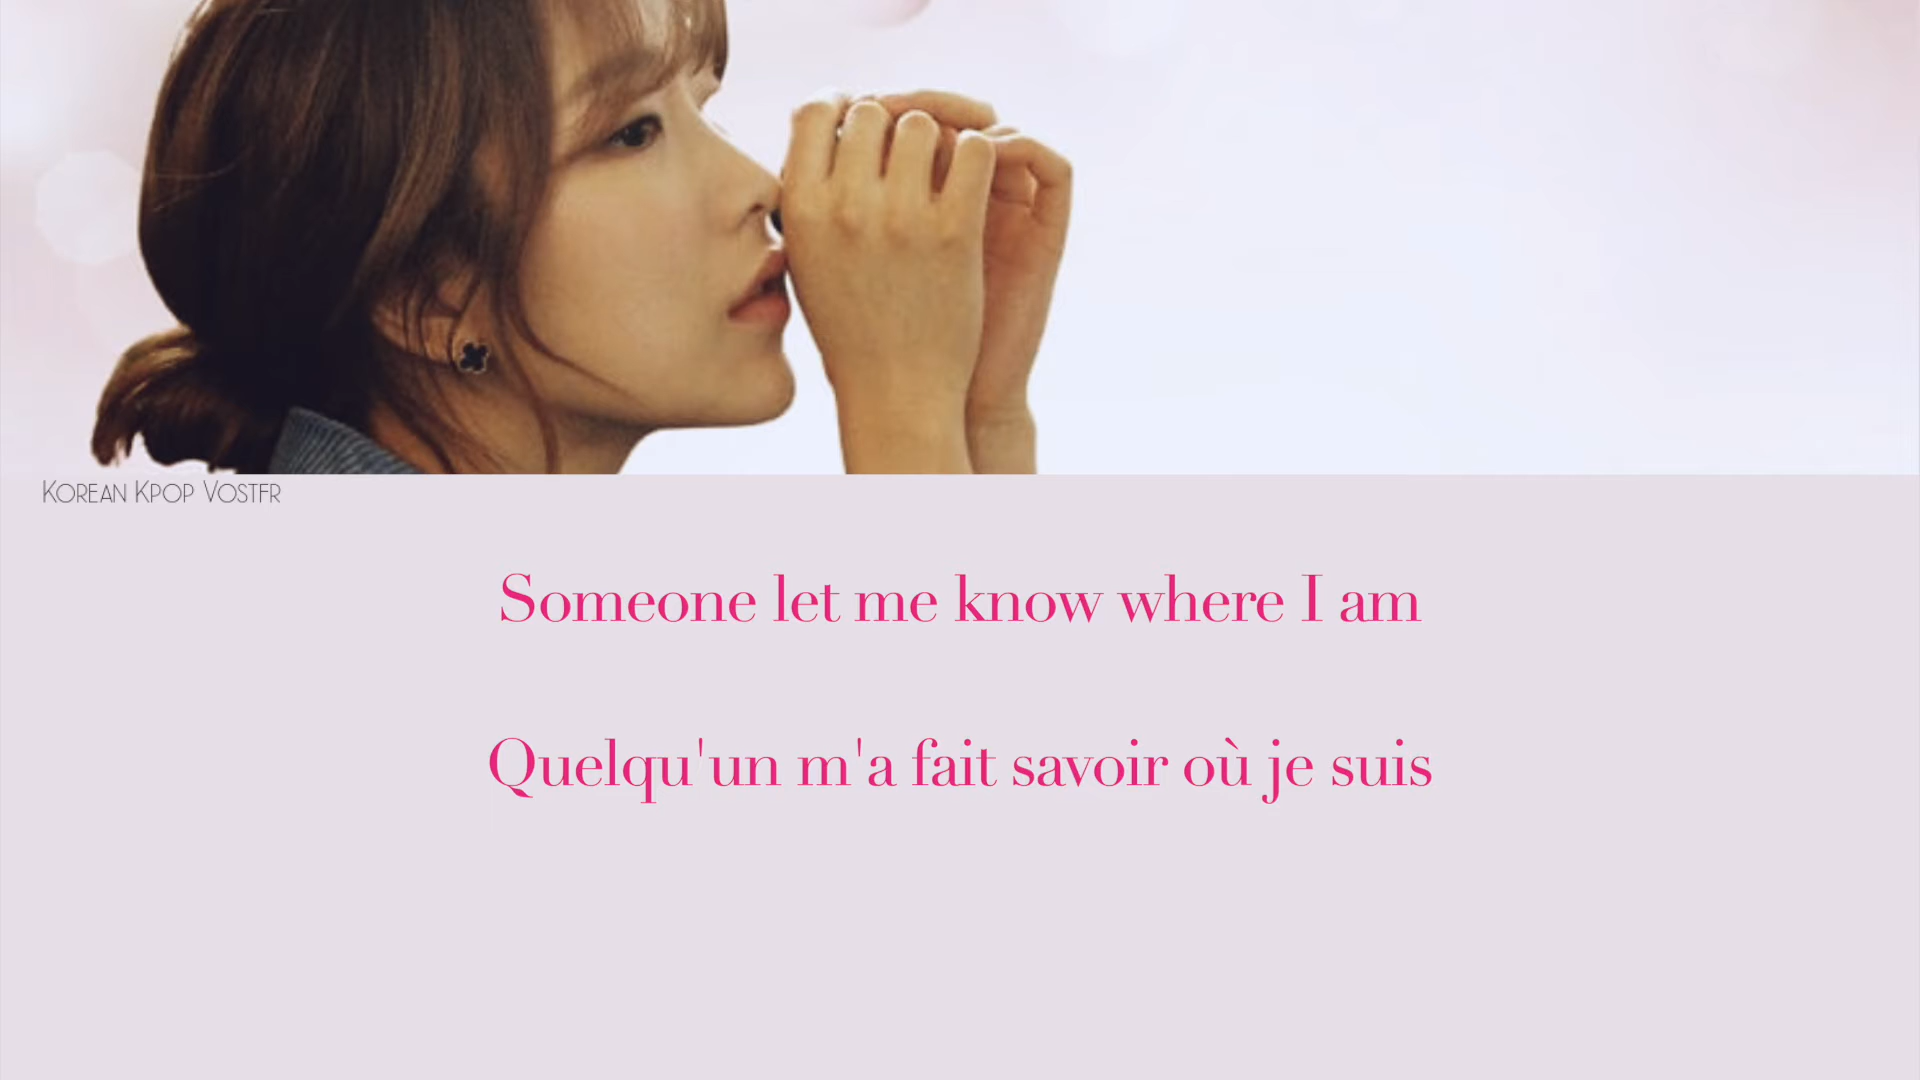 Korean Kpop Vostfr
Someone let me know where I am
Quelqu'un m'a fait savoir où je suis